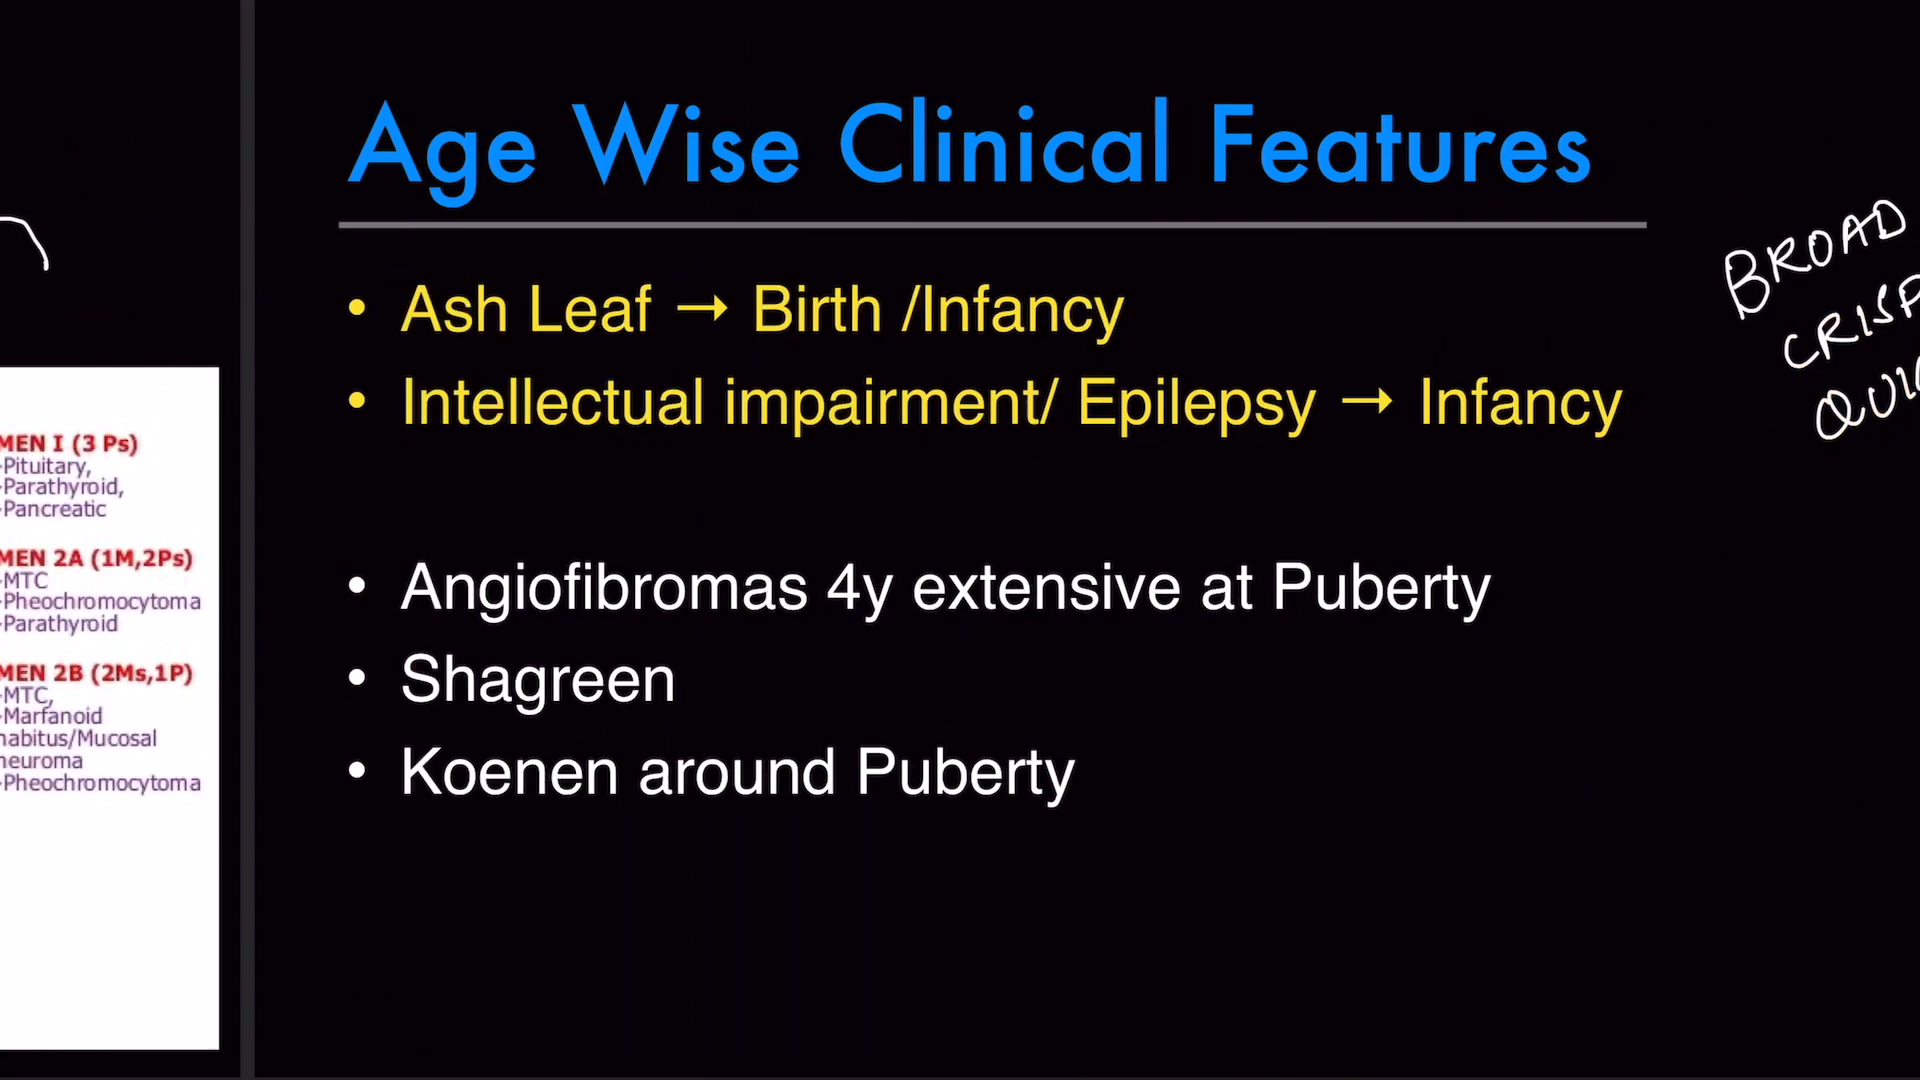 MEN I (3 Ps)
-Pituitary,
-Parathyroid,
-Pancreatic
MEN 2A (1M,2Ps)
-MTC
-Pheochromocytoma
-Parathyroid
MEN 2B (2Ms,1P)
-MTC,
-Marfanoid
habitus/Mucosal
neuroma
-Pheochromocytoma
Age Wise Clinical Features
• Ash Leaf → Birth /Infancy
• Intellectual impairment/ Epilepsy → Infancy
• Angiofibromas 4y extensive at Puberty
• Shagreen
• Koenen around Puberty
BROAD
CRISP